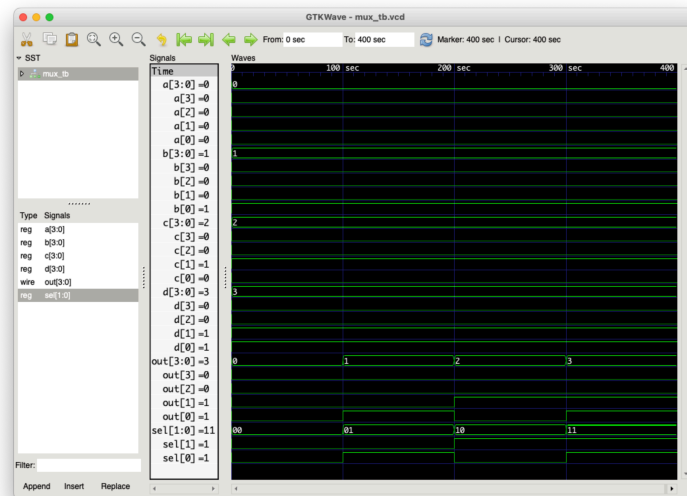 GTKWave - mux_tb.vcd
From: 0 sec To: 400 sec Marker: 400 sec | Cursor: 400 sec
SST
mux_tb
Type Signals
reg a[3:0]
reg b[3:0]
reg c[3:0]
reg d[3:0]
wire out[3:0]
reg sel[1:0]
Filter:
Append Insert Replace
Signals
Time
a[3:0] =0
a[3] =0
a[2] =0
a[1] =0
a[0] =0
b[3:0] =1
b[3] =0
b[2] =0
b[1] =0
b[0] =1
c[3:0] =2
c[3] =0
c[2] =0
c[1] =1
c[0] =0
d[3:0] =3
d[3] =0
d[2] =0
d[1] =1
d[0] =1
out[3:0] =3
out[3] =0
out[2] =0
out[1] =1
out[0] =1
sel[1:0] =11
sel[1] =1
sel[0] =1
Waves
0 100 sec 200 sec 300 sec 400
0
1
2
3
0 1 2 3
00 01 10 11